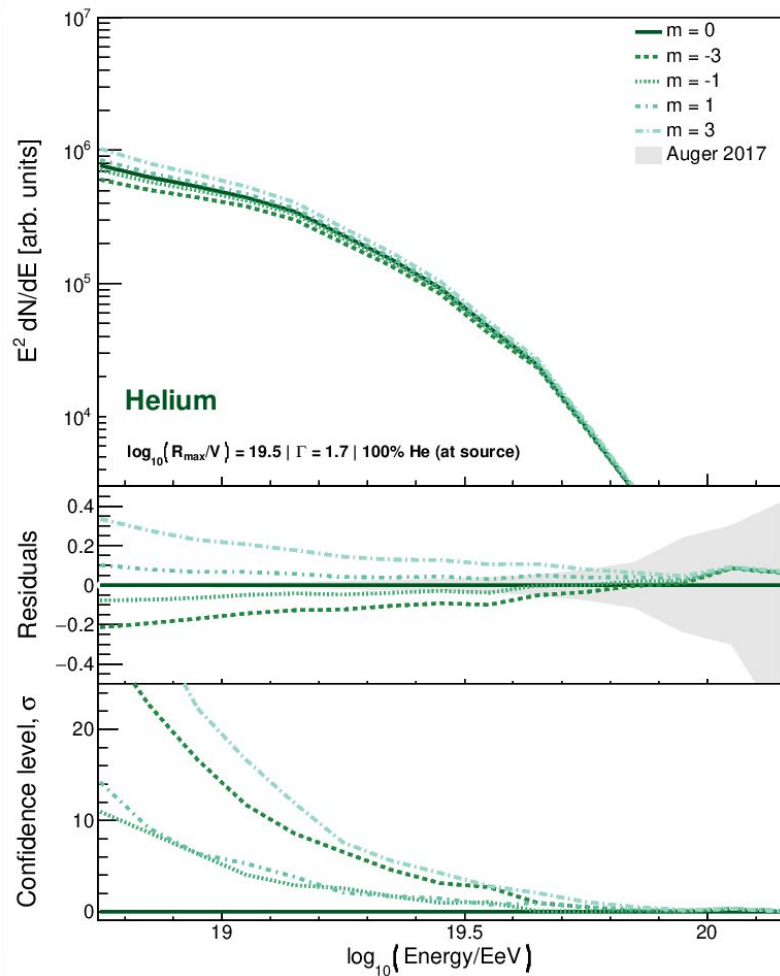 10⁷
10⁶
10⁵
10⁴
E² dN/dE [arb. units]
m = 0
m = -3
m = -1
m = 1
m = 3
Auger 2017
Helium
log₁₀(Rₘₐₓ/V) = 19.5 | Γ = 1.7 | 100% He (at source)
0.4
0.2
0
−0.2
−0.4
Residuals
20
10
0
Confidence level, σ
19
19.5
20
log₁₀(Energy/EeV)